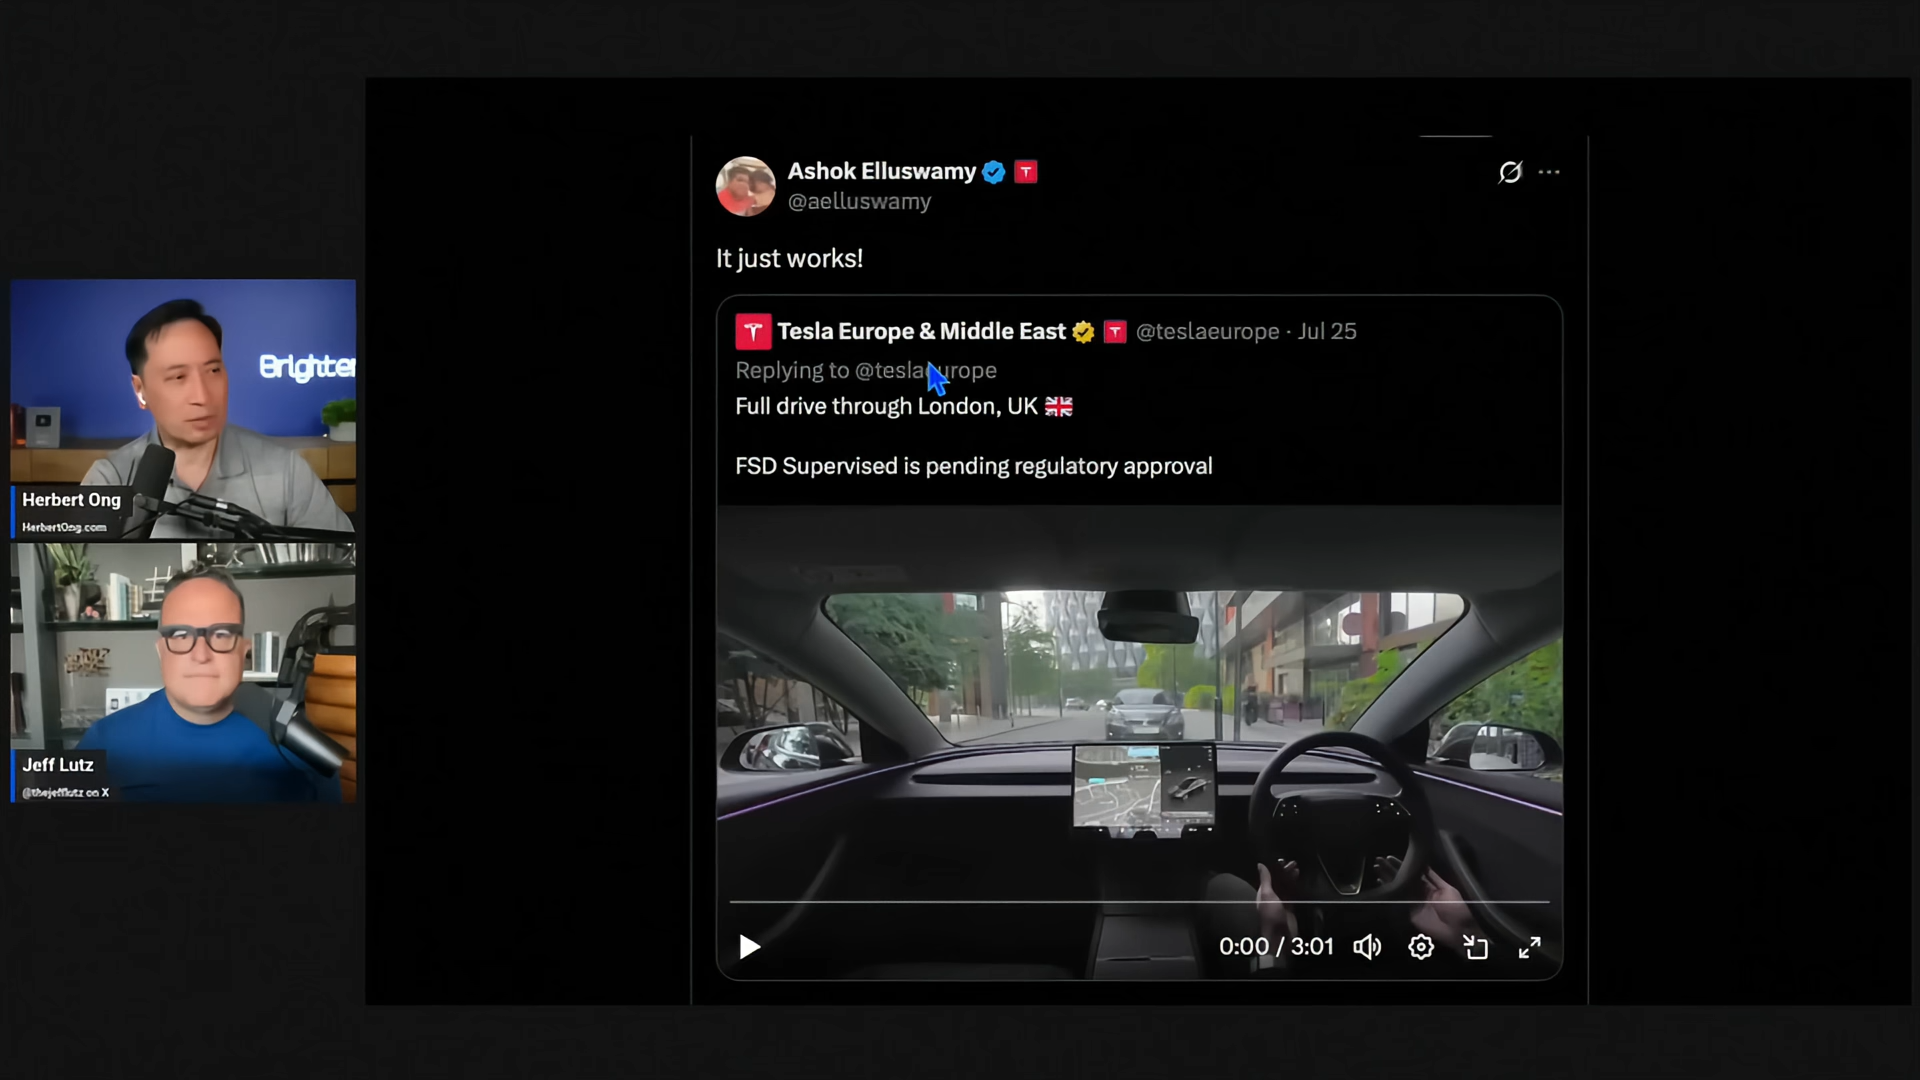 Ashok Elluswamy
@aelluswamy
It just works!
Tesla Europe & Middle East @teslaeurope · Jul 25
Replying to @teslaeurope
Full drive through London, UK 🇬🇧
FSD Supervised is pending regulatory approval
0:00 / 3:01
Brighter
Herbert Ong
HerbertOng.com
Jeff Lutz
@thejefflutz on X